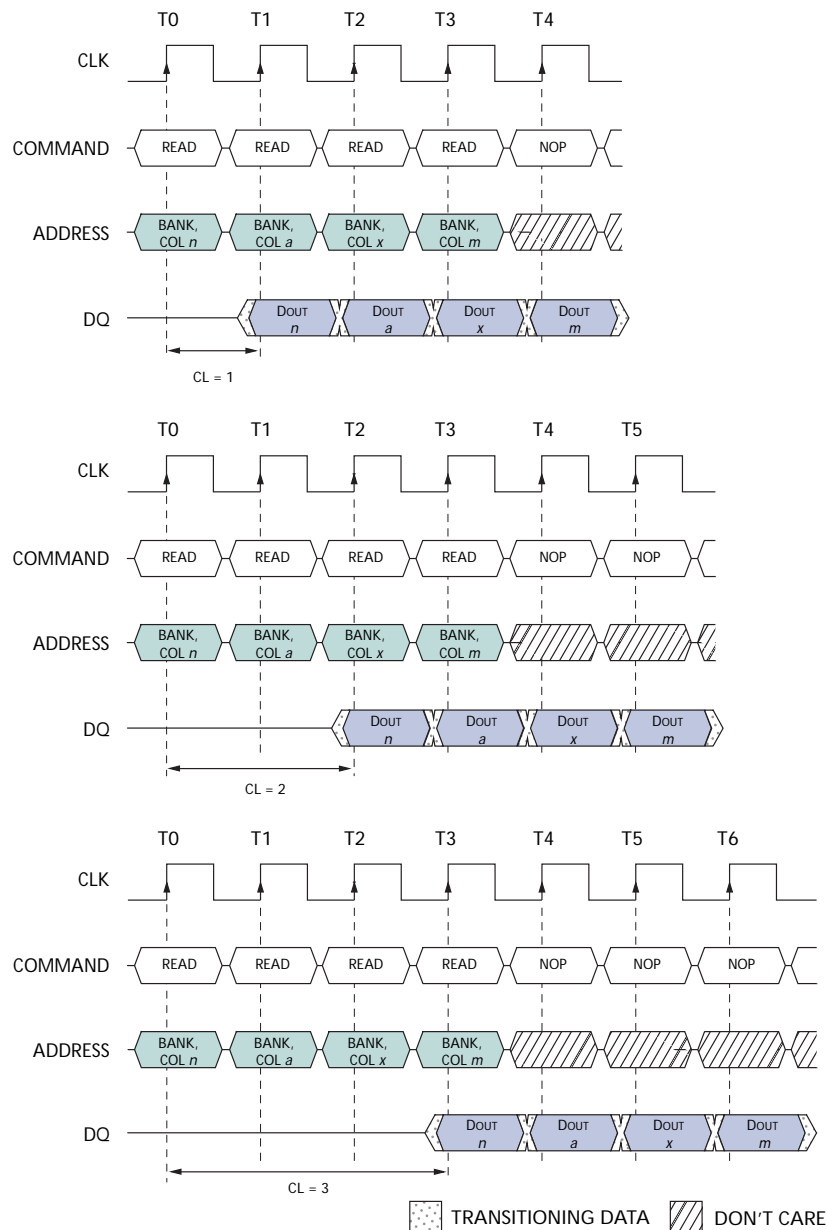 T0 T1 T2 T3 T4
CLK
COMMAND READ READ READ READ NOP
ADDRESS BANK, COL n BANK, COL a BANK, COL x BANK, COL m
DQ DOUT n DOUT a DOUT x DOUT m
CL = 1
T0 T1 T2 T3 T4 T5
CLK
COMMAND READ READ READ READ NOP NOP
ADDRESS BANK, COL n BANK, COL a BANK, COL x BANK, COL m
DQ DOUT n DOUT a DOUT x DOUT m
CL = 2
T0 T1 T2 T3 T4 T5 T6
CLK
COMMAND READ READ READ READ NOP NOP NOP
ADDRESS BANK, COL n BANK, COL a BANK, COL x BANK, COL m
DQ DOUT n DOUT a DOUT x DOUT m
CL = 3
TRANSITIONING DATA DON'T CARE